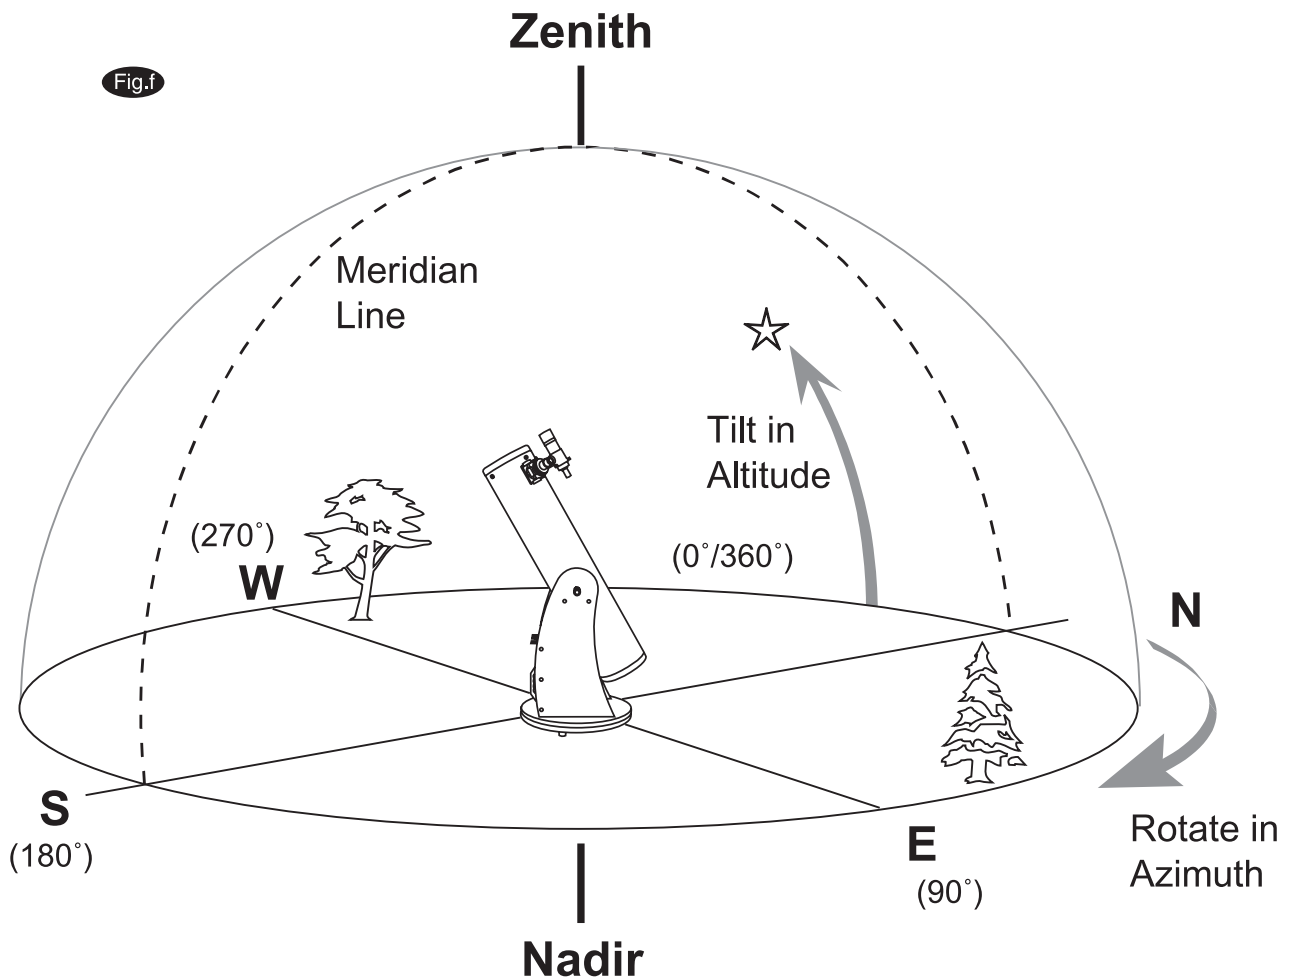 Zenith
Fig.f
Meridian
Line
Tilt in
Altitude
(270°)
W
(0°/360°)
N
S
(180°)
E
(90°)
Rotate in
Azimuth
Nadir